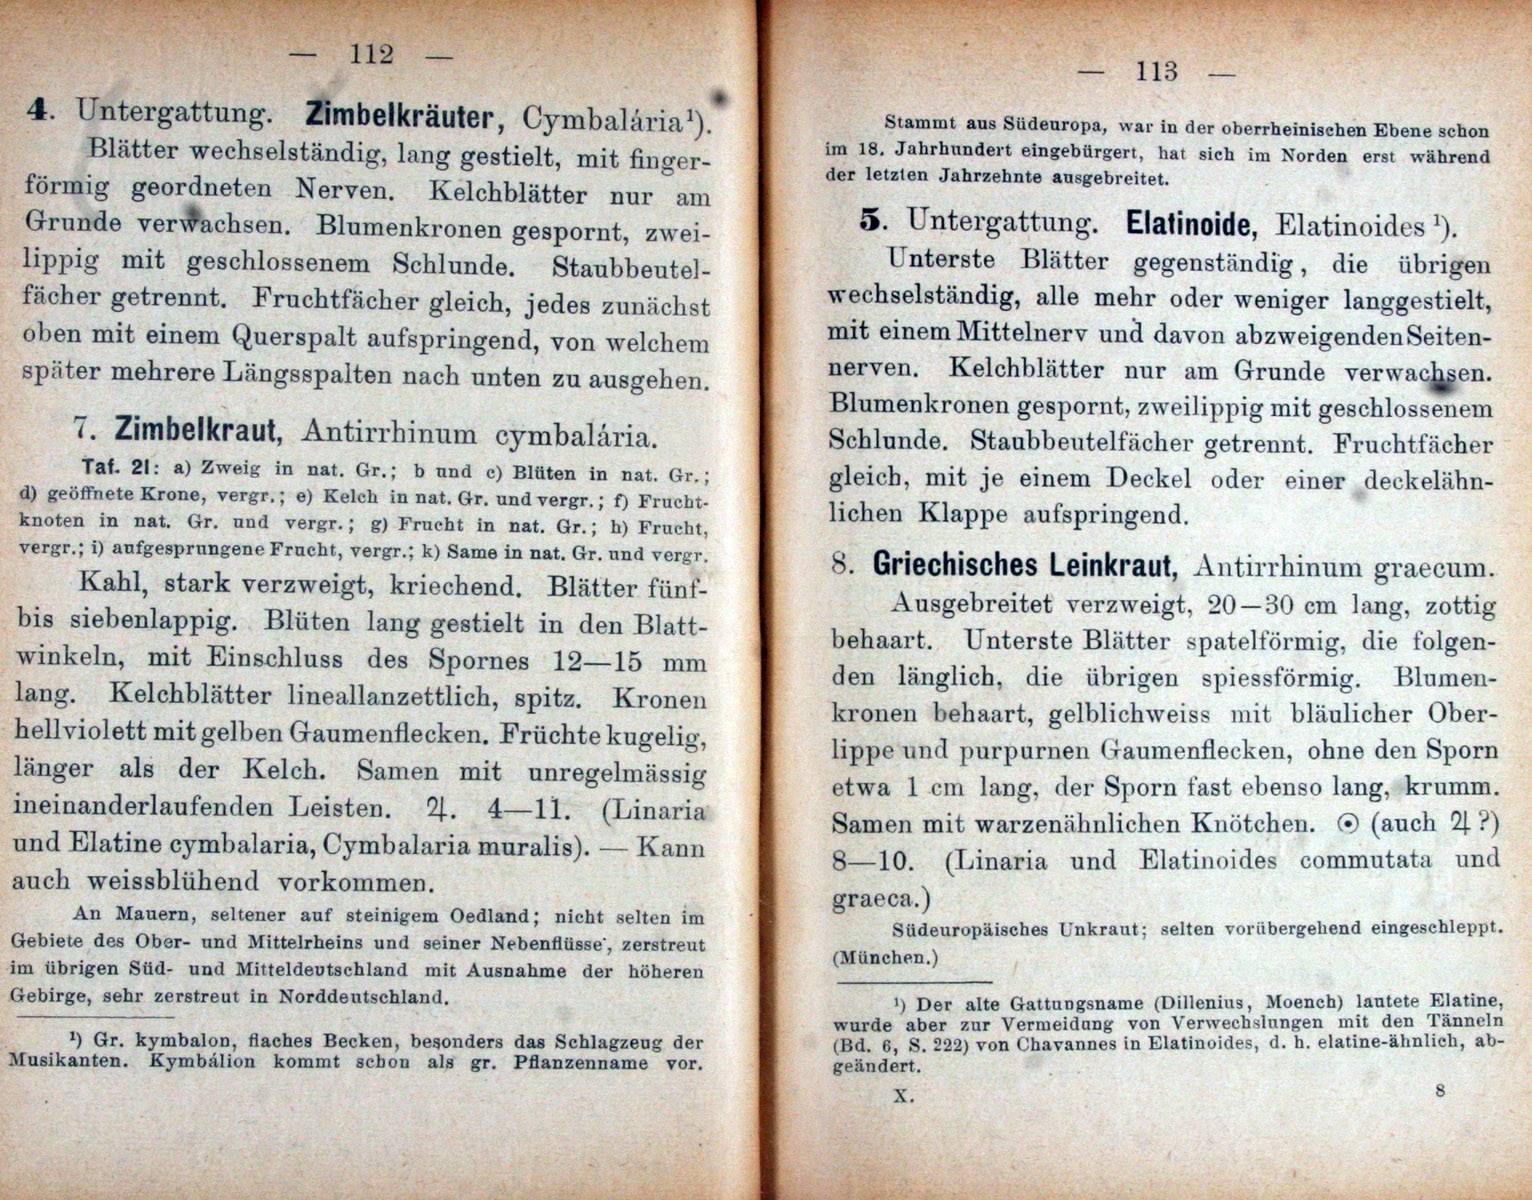 — 112 —
4. Untergattung. Zimbelkräuter, Cymbalária¹).
Blätter wechselständig, lang gestielt, mit finger-
förmig geordneten Nerven. Kelchblätter nur am
Grunde verwachsen. Blumenkronen gespornt, zwei-
lippig mit geschlossenem Schlunde. Staubbeutel-
fächer getrennt. Fruchtfächer gleich, jedes zunächst
oben mit einem Querspalt aufspringend, von welchem
später mehrere Längsspalten nach unten zu ausgehen.
7. Zimbelkraut, Antirrhinum cymbalária.
Taf. 21: a) Zweig in nat. Gr.; b und c) Blüten in nat. Gr.;
d) geöffnete Krone, vergr.; e) Kelch in nat. Gr. und vergr.; f) Frucht-
knoten in nat. Gr. und vergr.; g) Frucht in nat. Gr.; h) Frucht,
vergr.; i) aufgesprungene Frucht, vergr.; k) Same in nat. Gr. und vergr.
Kahl, stark verzweigt, kriechend. Blätter fünf-
bis siebenlappig. Blüten lang gestielt in den Blatt-
winkeln, mit Einschluss des Spornes 12—15 mm
lang. Kelchblätter lineallanzettlich, spitz. Kronen
hellviolett mit gelben Gaumenflecken. Früchte kugelig,
länger als der Kelch. Samen mit unregelmässig
ineinanderlaufenden Leisten. ♃. 4—11. (Linaria
und Elatine cymbalaria, Cymbalaria muralis). — Kann
auch weissblühend vorkommen.
An Mauern, seltener auf steinigem Oedland; nicht selten im
Gebiete des Ober- und Mittelrheins und seiner Nebenflüsse, zerstreut
im übrigen Süd- und Mitteldeutschland mit Ausnahme der höheren
Gebirge, sehr zerstreut in Norddeutschland.
¹) Gr. kymbalon, flaches Becken, besonders das Schlagzeug der
Musikanten. Kymbálion kommt schon als gr. Pflanzenname vor.
— 113 —
Stammt aus Südeuropa, war in der oberrheinischen Ebene schon
im 18. Jahrhundert eingebürgert, hat sich im Norden erst während
der letzten Jahrzehnte ausgebreitet.
5. Untergattung. Elatinoide, Elatinoides ¹).
Unterste Blätter gegenständig, die übrigen
wechselständig, alle mehr oder weniger langgestielt,
mit einem Mittelnerv und davon abzweigenden Seiten-
nerven. Kelchblätter nur am Grunde verwachsen.
Blumenkronen gespornt, zweilippig mit geschlossenem
Schlunde. Staubbeutelfächer getrennt. Fruchtfächer
gleich, mit je einem Deckel oder einer deckelähn-
lichen Klappe aufspringend.
8. Griechisches Leinkraut, Antirrhinum graecum.
Ausgebreitet verzweigt, 20—30 cm lang, zottig
behaart. Unterste Blätter spatelförmig, die folgen-
den länglich, die übrigen spiessförmig. Blumen-
kronen behaart, gelblichweiss mit bläulicher Ober-
lippe und purpurnen Gaumenflecken, ohne den Sporn
etwa 1 cm lang, der Sporn fast ebenso lang, krumm.
Samen mit warzenähnlichen Knötchen. ☉ (auch ♃ ?)
8—10. (Linaria und Elatinoides commutata und
graeca.)
Südeuropäisches Unkraut; selten vorübergehend eingeschleppt.
(München.)
¹) Der alte Gattungsname (Dillenius, Moench) lautete Elatine,
wurde aber zur Vermeidung von Verwechslungen mit den Tänneln
(Bd. 6, S. 222) von Chavannes in Elatinoides, d. h. elatine-ähnlich, ab-
geändert.
X. 8